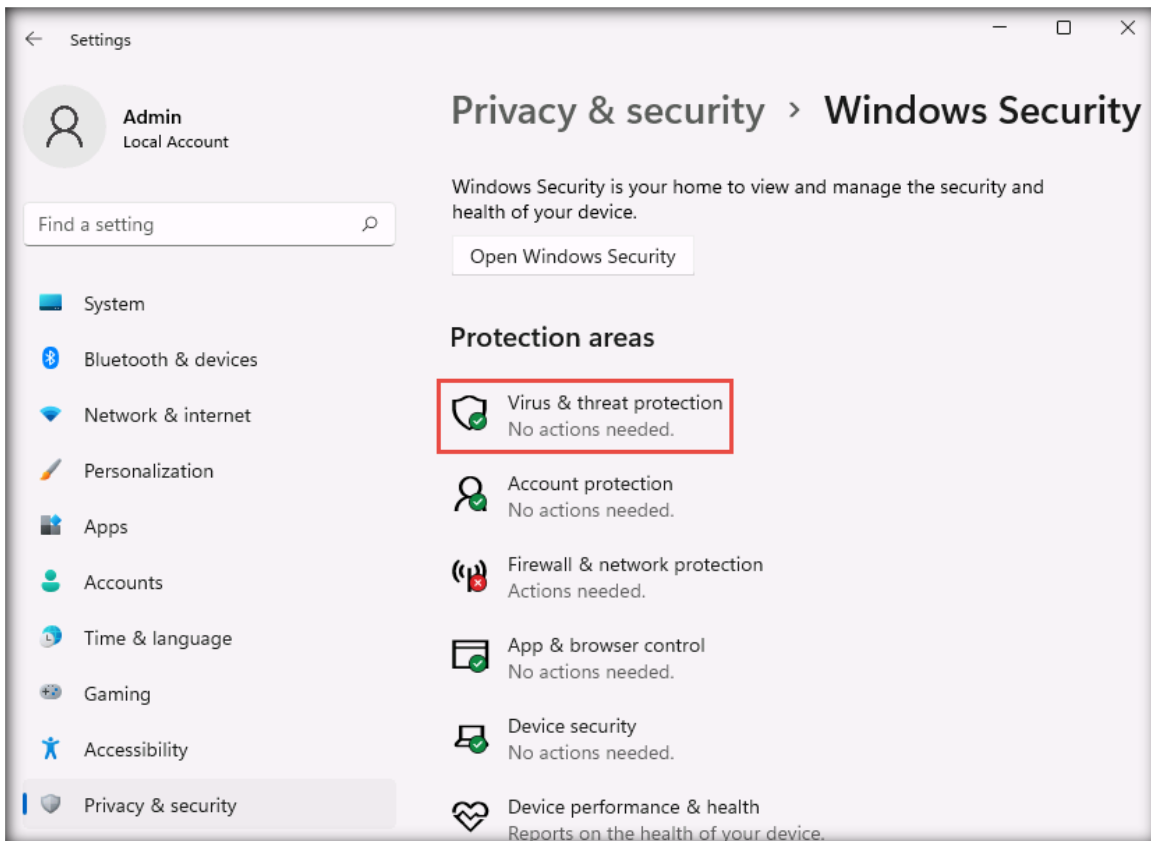 Settings
Admin
Local Account
Find a setting
System
Bluetooth & devices
Network & internet
Personalization
Apps
Accounts
Time & language
Gaming
Accessibility
Privacy & security
Privacy & security > Windows Security
Windows Security is your home to view and manage the security and
health of your device.
Open Windows Security
Protection areas
Virus & threat protection
No actions needed.
Account protection
No actions needed.
Firewall & network protection
Actions needed.
App & browser control
No actions needed.
Device security
No actions needed.
Device performance & health
Reports on the health of your device.